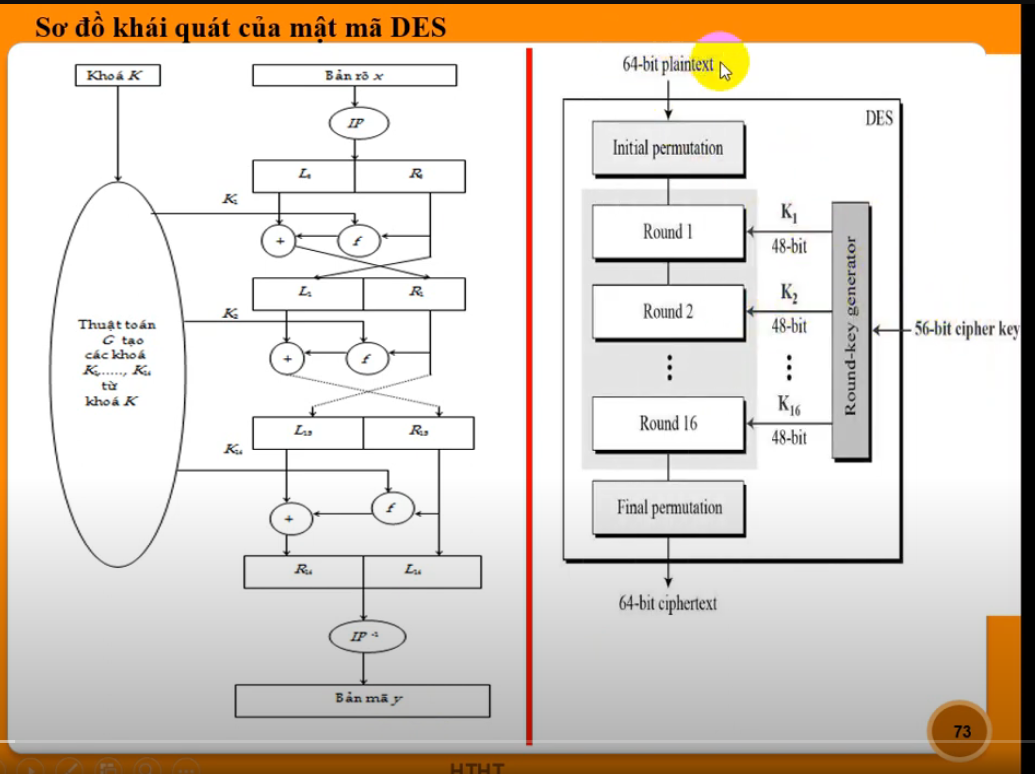 Sơ đồ khái quát của mật mã DES
Khoá K
Bản rõ x
IP
L₀
R₀
K₁
+
f
L₁
R₁
K₂
+
f
Thuật toán
G tạo
các khoá
K₁,....., K₁₆
từ
khoá K
L₁₅
R₁₅
K₁₆
+
f
R₁₆
L₁₆
IP⁻¹
Bản mã y
64-bit plaintext
DES
Initial permutation
Round 1
K₁
48-bit
Round 2
K₂
48-bit
Round-key generator
56-bit cipher key
Round 16
K₁₆
48-bit
Final permutation
64-bit ciphertext
73
HTHT